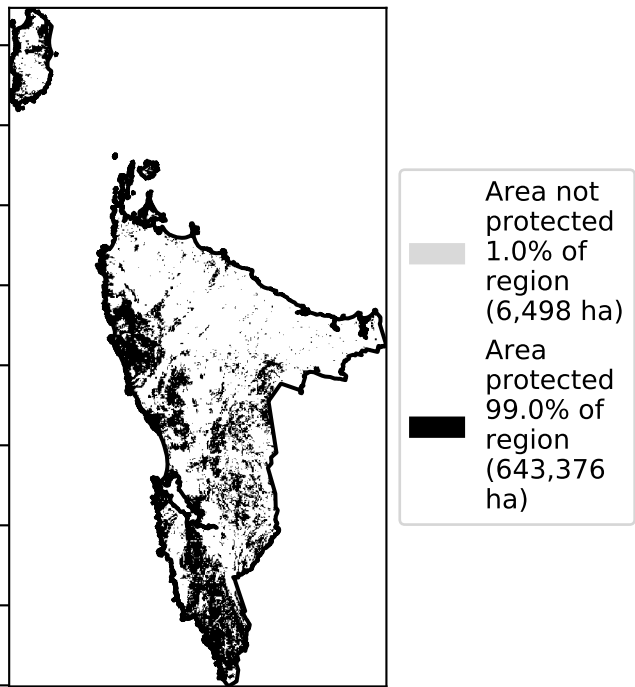 Area not
protected
1.0% of
region
(6,498 ha)
Area
protected
99.0% of
region
(643,376
ha)